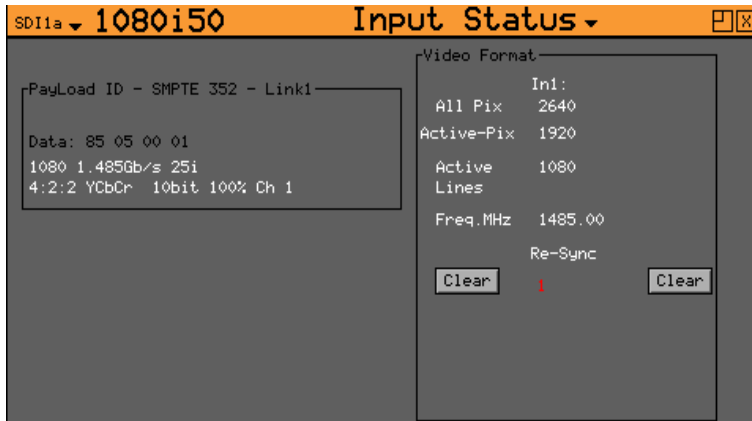 SDI1a 1080i50 Input Status
PayLoad ID - SMPTE 352 - Link1
Data: 85 05 00 01
1080 1.485Gb/s 25i
4:2:2 YCbCr 10bit 100% Ch 1
Video Format
In1:
All Pix 2640
Active-Pix 1920
Active 1080
Lines
Freq.MHz 1485.00
Re-Sync
Clear 1 Clear